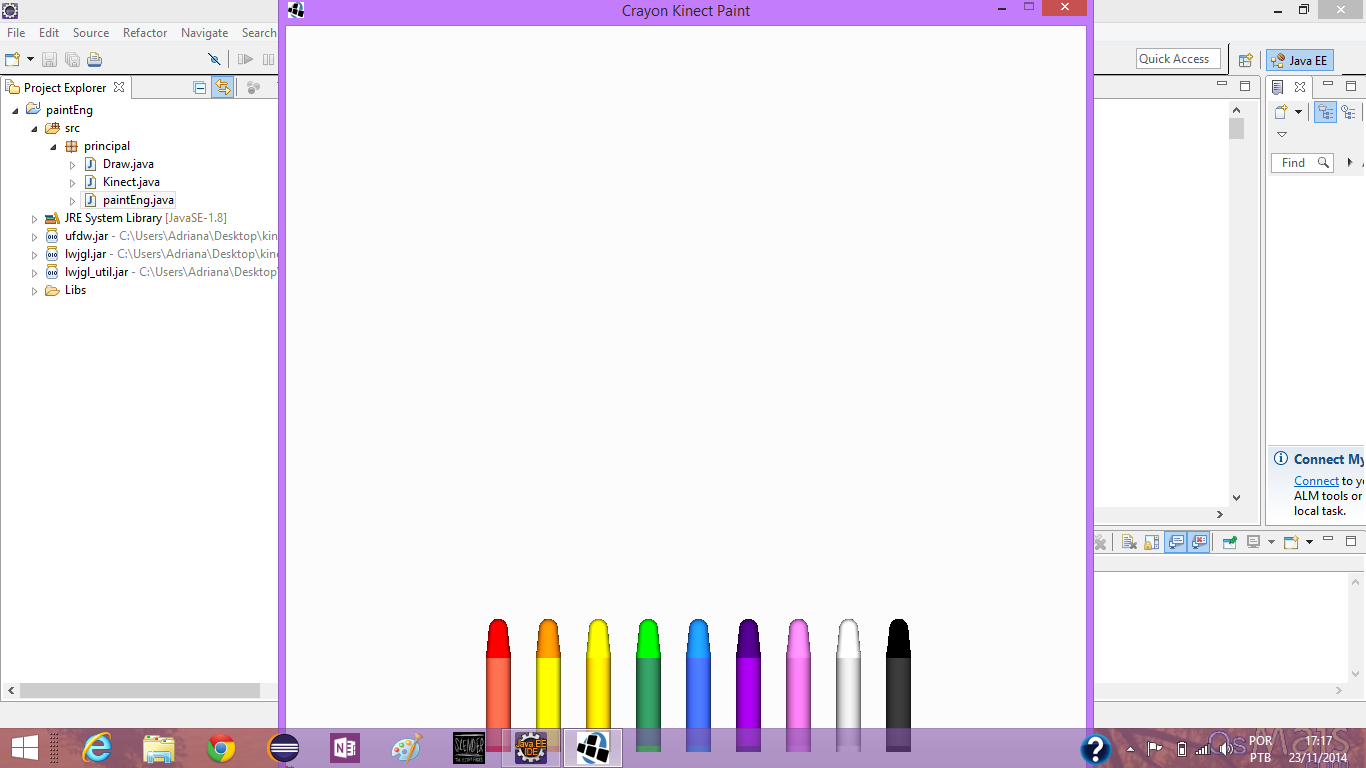 Crayon Kinect Paint
File Edit Source Refactor Navigate Search
Quick Access
Java EE
Project Explorer
paintEng
src
principal
Draw.java
Kinect.java
paintEng.java
JRE System Library [JavaSE-1.8]
ufdw.jar - C:\Users\Adriana\Desktop\kin
lwjgl.jar - C:\Users\Adriana\Desktop\kin
lwjgl_util.jar - C:\Users\Adriana\Desktop\
Libs
Find
Connect My
Connect to yo
ALM tools or
local task.
SLENDER
Java EE
IDE
POR
PTB
17:17
23/11/2014